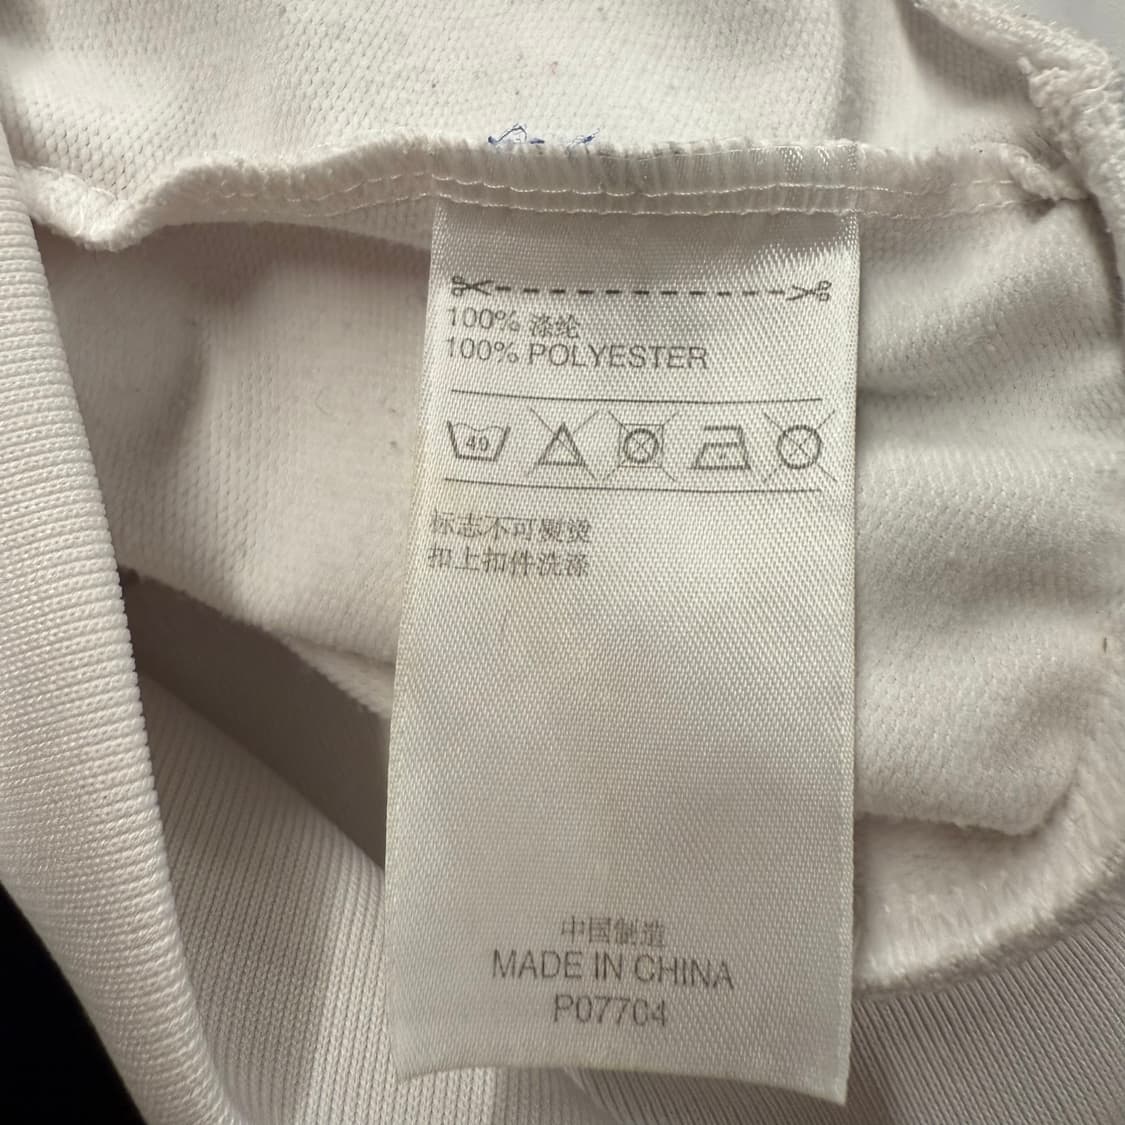 100% 涤纶
100% POLYESTER
40
标志不可熨烫
扣上扣件洗涤
中国制造
MADE IN CHINA
P07704